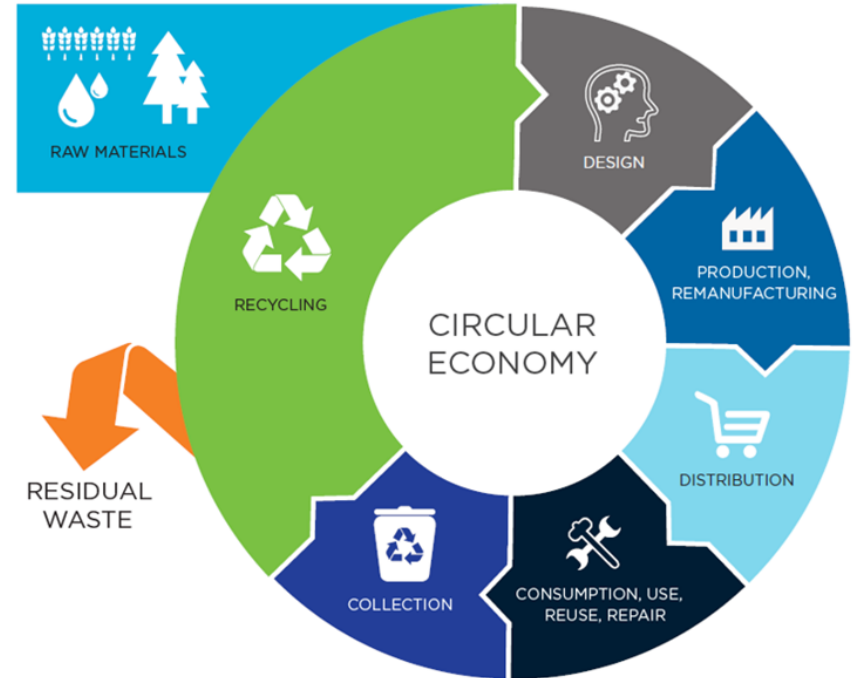 RAW MATERIALS
DESIGN
PRODUCTION,
REMANUFACTURING
RECYCLING
CIRCULAR
ECONOMY
DISTRIBUTION
RESIDUAL
WASTE
CONSUMPTION, USE,
REUSE, REPAIR
COLLECTION